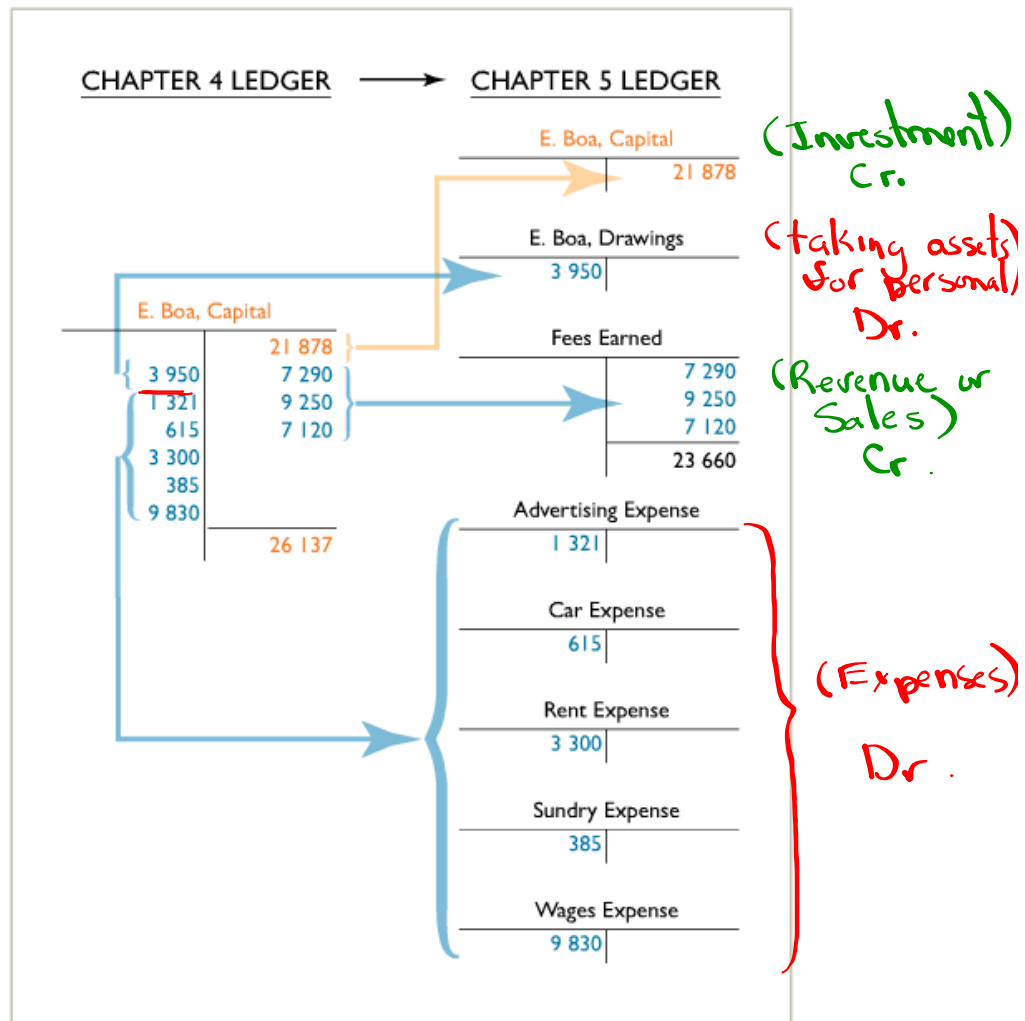 CHAPTER 4 LEDGER → CHAPTER 5 LEDGER
E. Boa, Capital
21 878
(Investment)
Cr.
E. Boa, Drawings
3 950
(taking assets
for personal)
Dr.
E. Boa, Capital
21 878
3 950 7 290
1 321 9 250
615 7 120
3 300
385
9 830
26 137
Fees Earned
7 290
9 250
7 120
23 660
(Revenue or
Sales)
Cr.
Advertising Expense
1 321
Car Expense
615
Rent Expense
3 300
Sundry Expense
385
Wages Expense
9 830
(Expenses)
Dr.